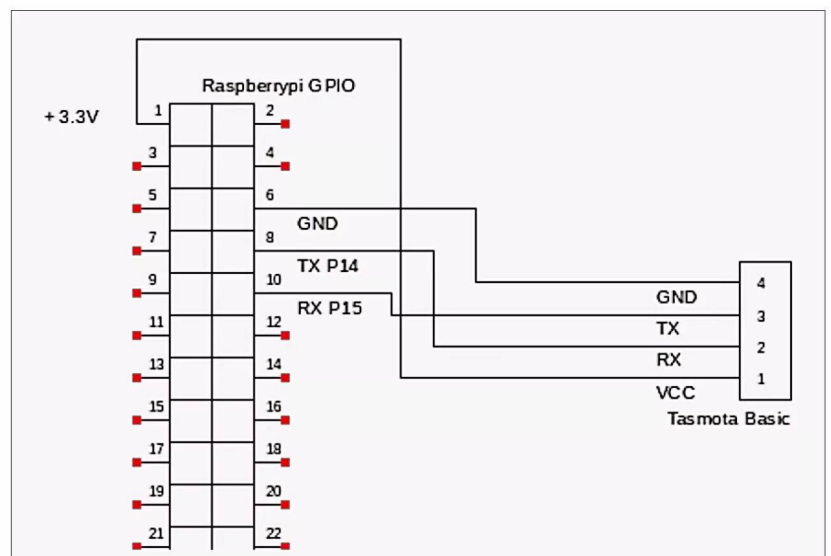 Raspberrypi GPIO
+3.3V
1 2
3 4
5 6
GND
7 8
TX P14
9 10
RX P15
11 12
13 14
15 16
17 18
19 20
21 22
4
GND
3
TX
2
RX
1
VCC
Tasmota Basic